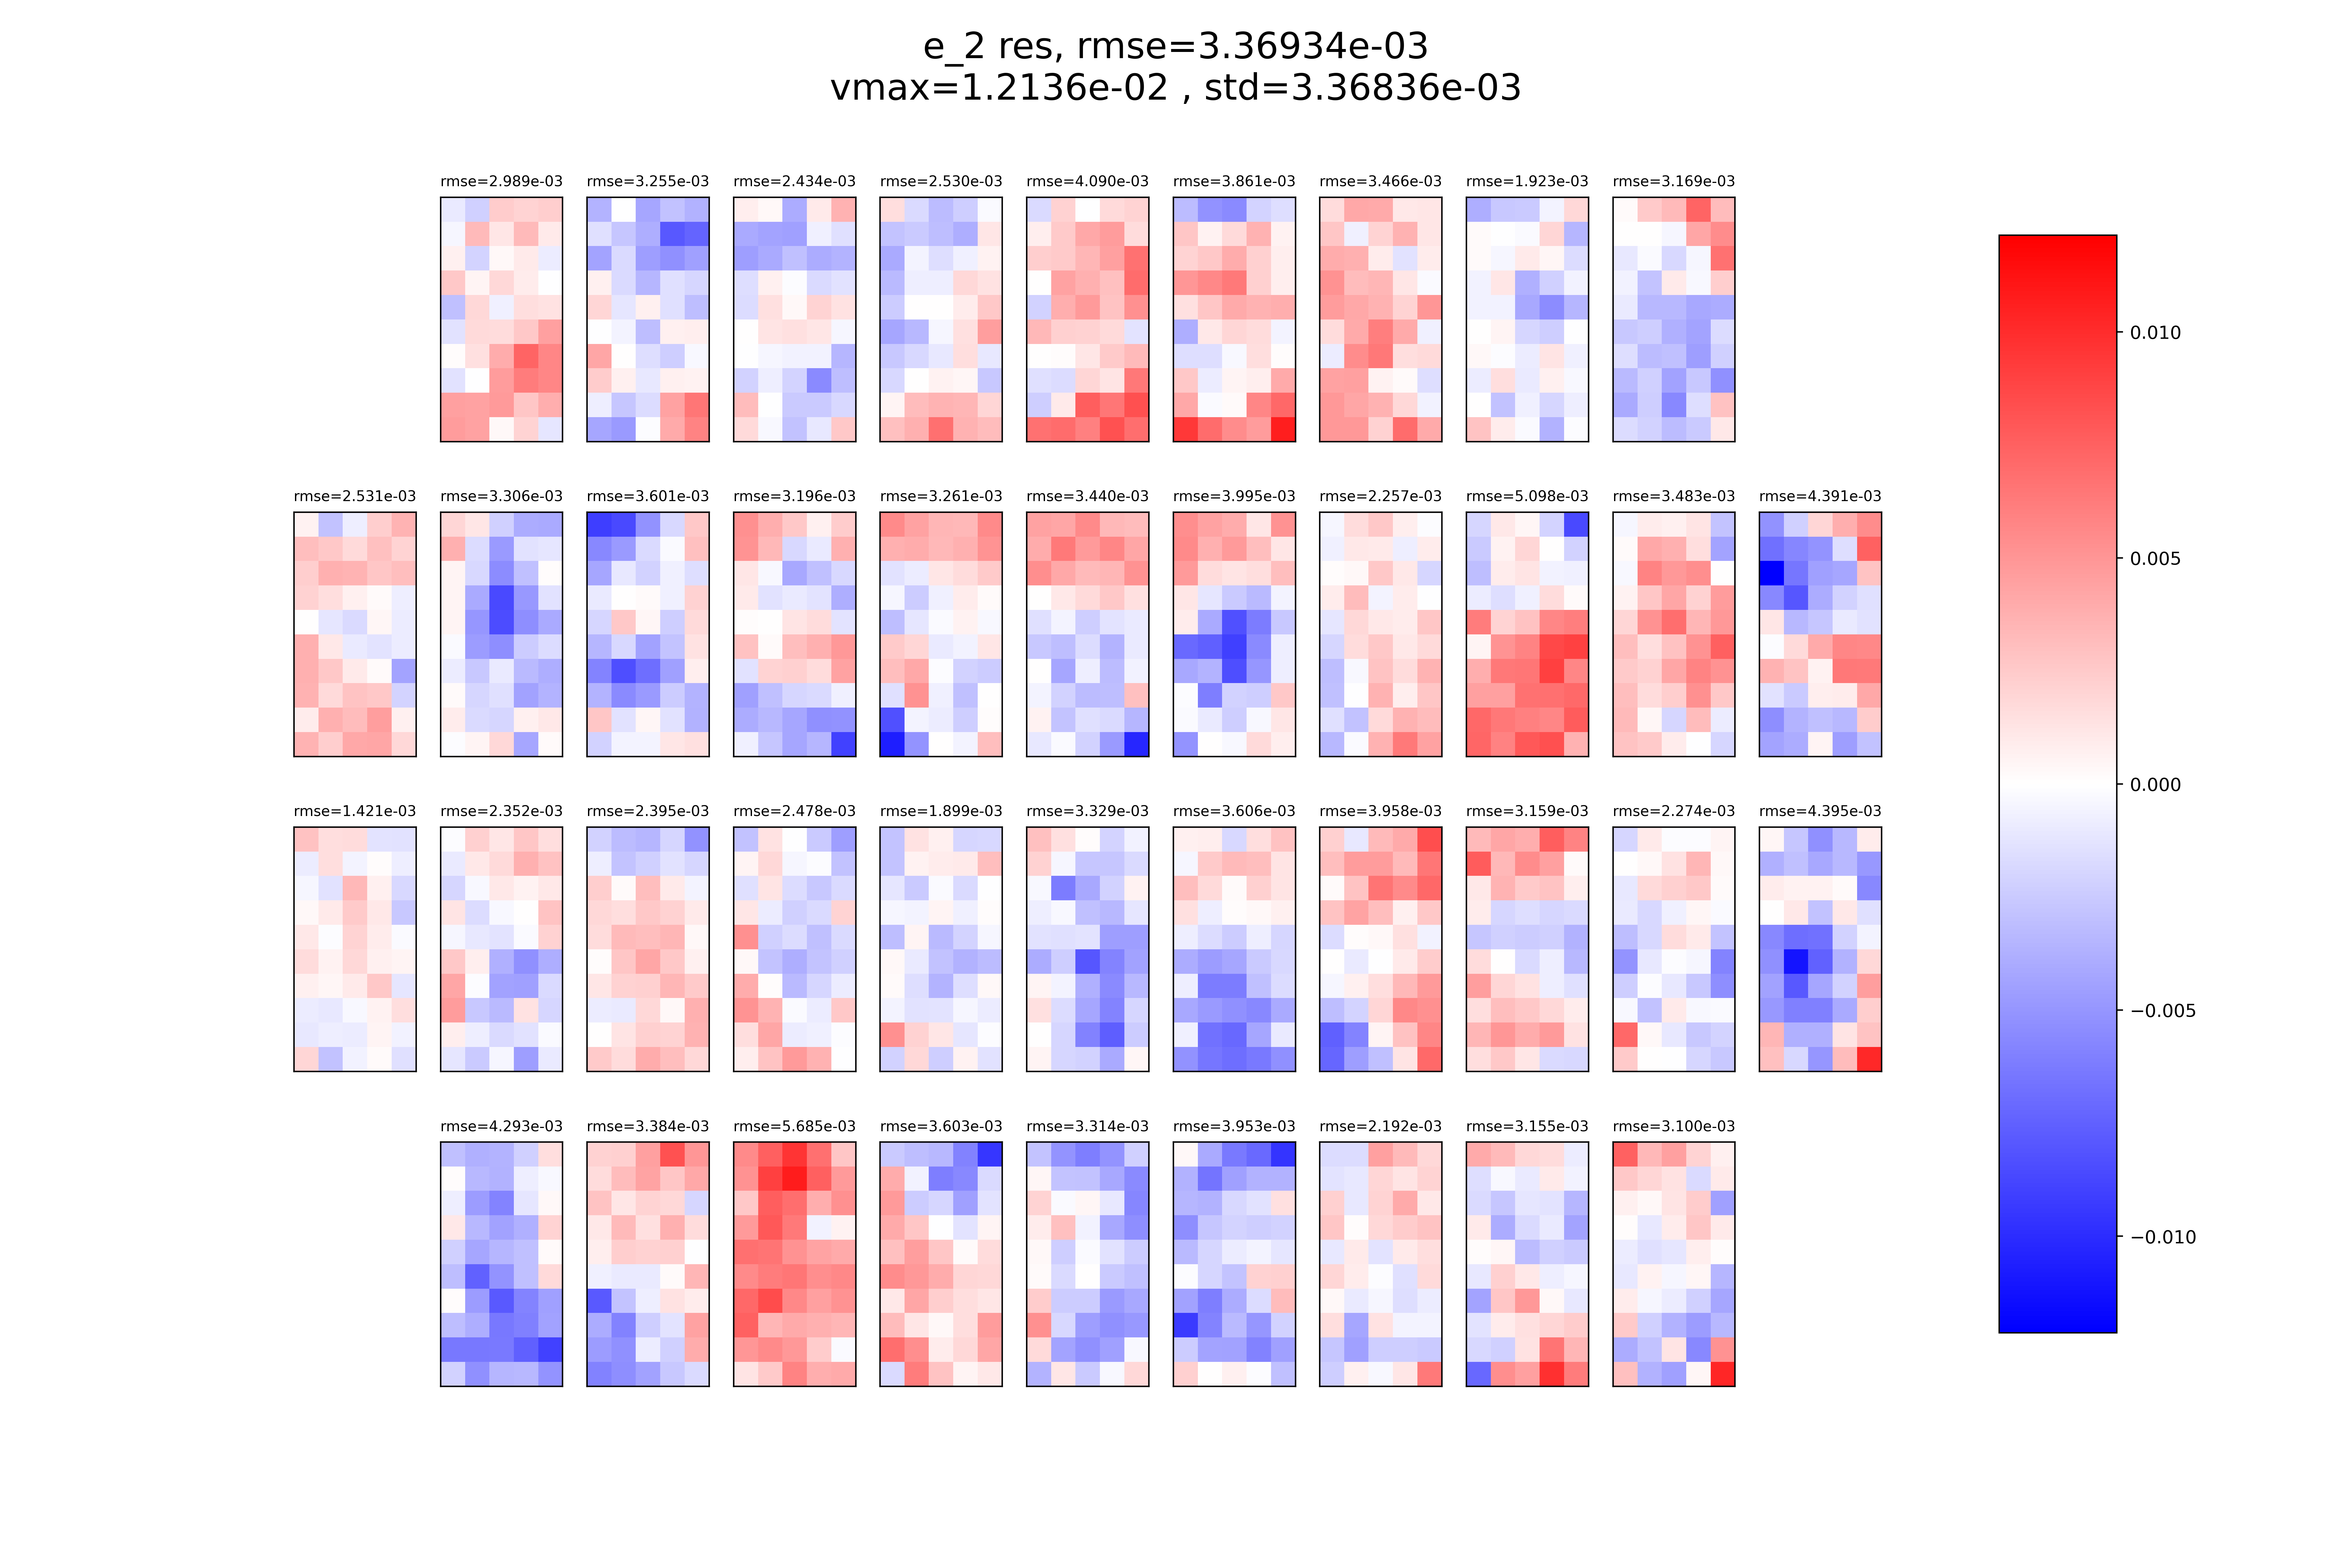 e_2 res, rmse=3.36934e-03
vmax=1.2136e-02 , std=3.36836e-03
rmse=2.989e-03 rmse=3.255e-03 rmse=2.434e-03 rmse=2.530e-03 rmse=4.090e-03 rmse=3.861e-03 rmse=3.466e-03 rmse=1.923e-03 rmse=3.169e-03
rmse=2.531e-03 rmse=3.306e-03 rmse=3.601e-03 rmse=3.196e-03 rmse=3.261e-03 rmse=3.440e-03 rmse=3.995e-03 rmse=2.257e-03 rmse=5.098e-03 rmse=3.483e-03 rmse=4.391e-03
rmse=1.421e-03 rmse=2.352e-03 rmse=2.395e-03 rmse=2.478e-03 rmse=1.899e-03 rmse=3.329e-03 rmse=3.606e-03 rmse=3.958e-03 rmse=3.159e-03 rmse=2.274e-03 rmse=4.395e-03
rmse=4.293e-03 rmse=3.384e-03 rmse=5.685e-03 rmse=3.603e-03 rmse=3.314e-03 rmse=3.953e-03 rmse=2.192e-03 rmse=3.155e-03 rmse=3.100e-03
0.010
0.005
0.000
−0.005
−0.010